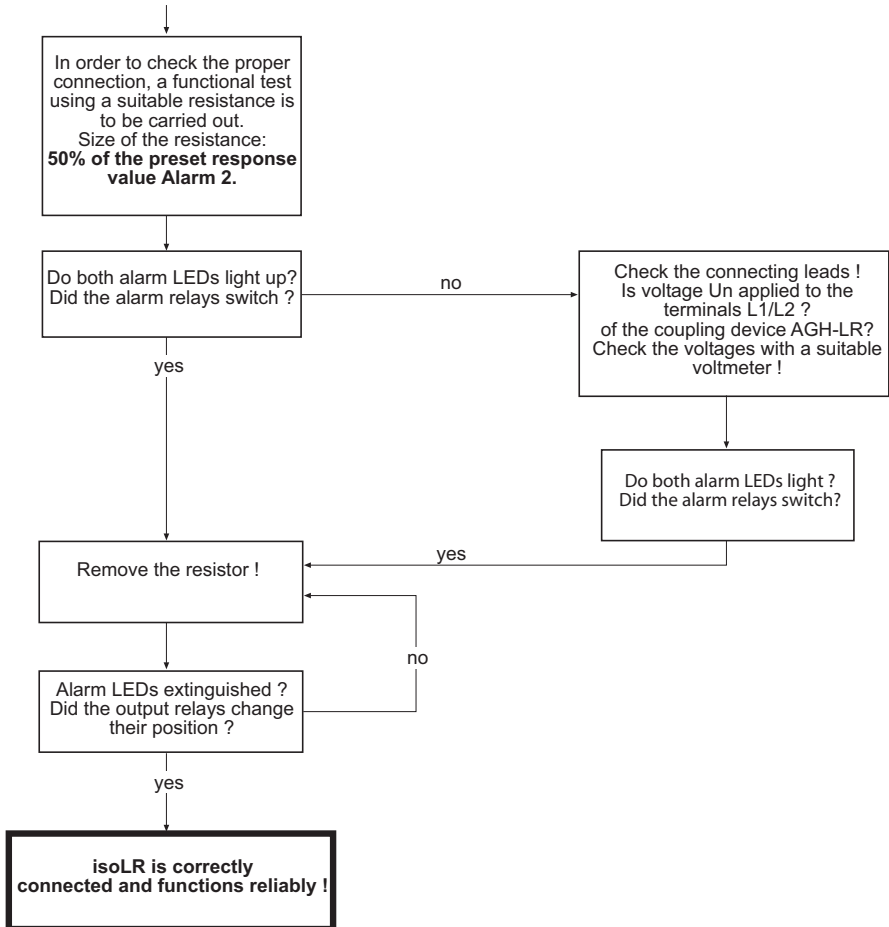 In order to check the proper
connection, a functional test
using a suitable resistance is
to be carried out.
Size of the resistance:
50% of the preset response
value Alarm 2.
Do both alarm LEDs light up?
Did the alarm relays switch ?
no
Check the connecting leads !
Is voltage Un applied to the
terminals L1/L2 ?
of the coupling device AGH-LR?
Check the voltages with a suitable
voltmeter !
yes
Do both alarm LEDs light ?
Did the alarm relays switch?
yes
Remove the resistor !
no
Alarm LEDs extinguished ?
Did the output relays change
their position ?
yes
isoLR is correctly
connected and functions reliably !